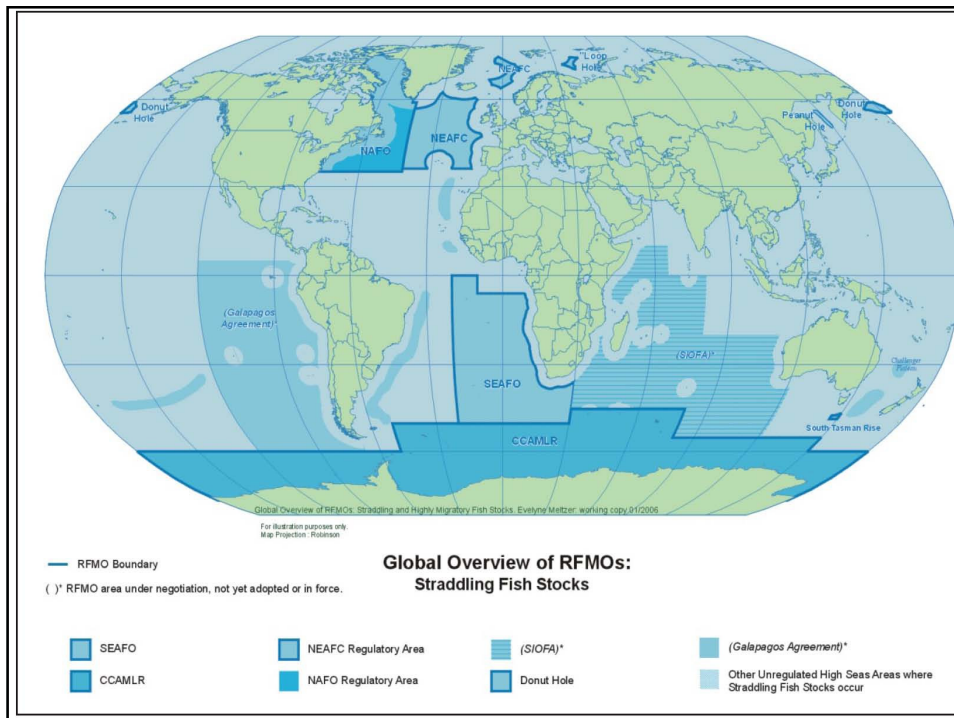 NEAFC
"Loop
Hole
Donut
Hole
Donut
Hole
Peanut
Hole
NAFO
NEAFC
(Galapagos
Agreement)*
(SIOFA)*
SEAFO
Challenger
South Tasman Rise
CCAMLR
Global Overview of RFMOs: Straddling and Highly Migratory Fish Stocks. Evelyne Meltzer: working copy.01/2006
For illustration purposes only.
Map Projection : Robinson
RFMO Boundary
( )* RFMO area under negotiation, not yet adopted or in force.
Global Overview of RFMOs:
Straddling Fish Stocks
SEAFO
NEAFC Regulatory Area
(SIOFA)*
(Galapagos Agreement)*
CCAMLR
NAFO Regulatory Area
Donut Hole
Other Unregulated High Seas Areas where
Straddling Fish Stocks occur